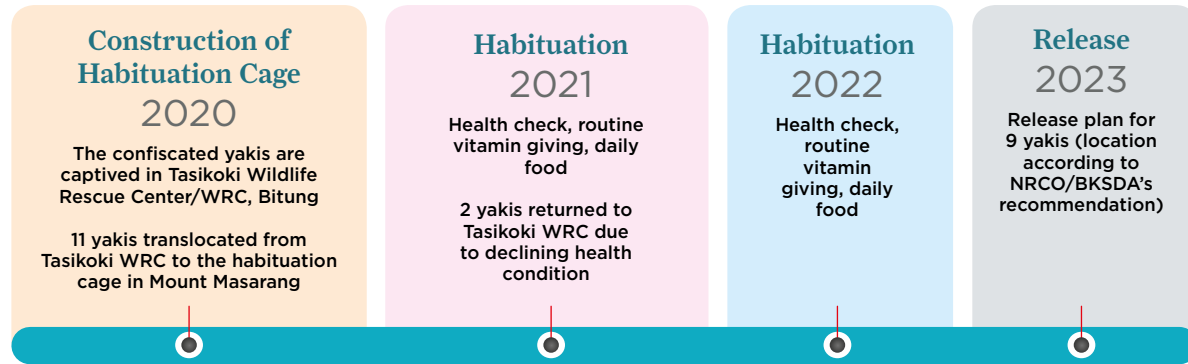 Construction of
Habituation Cage
2020
The confiscated yakis are
captived in Tasikoki Wildlife
Rescue Center/WRC, Bitung
11 yakis translocated from
Tasikoki WRC to the habituation
cage in Mount Masarang
Habituation
2021
Health check, routine
vitamin giving, daily
food
2 yakis returned to
Tasikoki WRC due
to declining health
condition
Habituation
2022
Health check,
routine
vitamin
giving, daily
food
Release
2023
Release plan for
9 yakis (location
according to
NRCO/BKSDA's
recommendation)